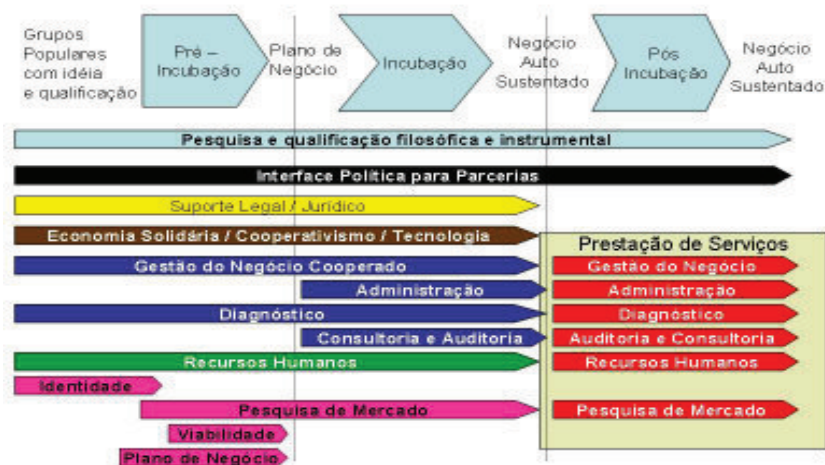 Grupos
Populares
com idéia
e qualificação
Pré –
Incubação
Plano de
Negócio
Incubação
Negócio
Auto
Sustentado
Pós
Incubação
Negócio
Auto
Sustentado
Pesquisa e qualificação filosófica e instrumental
Interface Política para Parcerias
Suporte Legal / Jurídico
Economia Solidária / Cooperativismo / Tecnologia
Prestação de Serviços
Gestão do Negócio Cooperado
Gestão do Negócio
Administração
Administração
Diagnóstico
Diagnóstico
Consultoria e Auditoria
Auditoria e Consultoria
Recursos Humanos
Recursos Humanos
Identidade
Pesquisa de Mercado
Pesquisa de Mercado
Viabilidade
Plano de Negócio